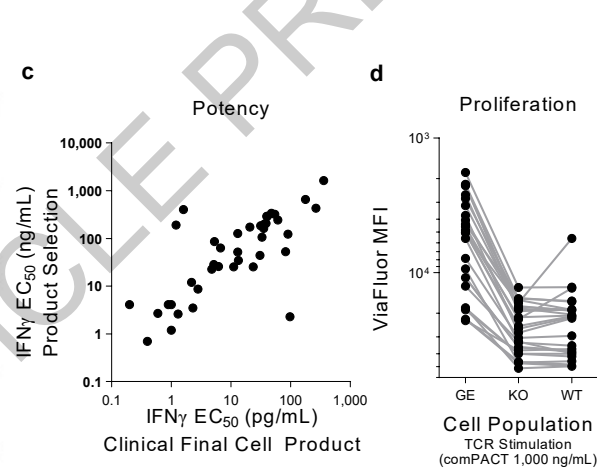 c
Potency
10,000
1,000
100
10
1
0.1
IFNγ EC50 (ng/mL)
Product Selection
0.1
1
10
100
1,000
IFNγ EC50 (pg/mL)
Clinical Final Cell Product
d
Proliferation
10³
10⁴
ViaFluor MFI
GE
KO
WT
Cell Population
TCR Stimulation
(comPACT 1,000 ng/mL)